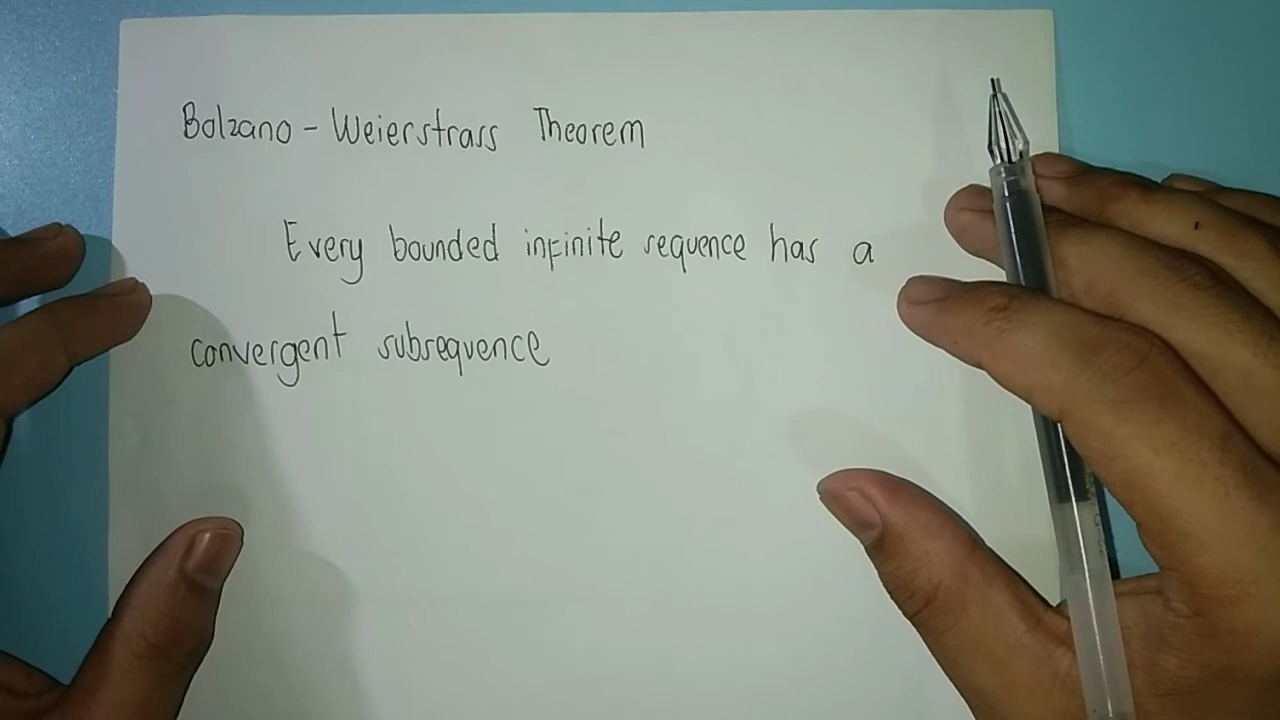 Bolzano - Weierstrass Theorem
Every bounded infinite sequence has a
convergent subsequence